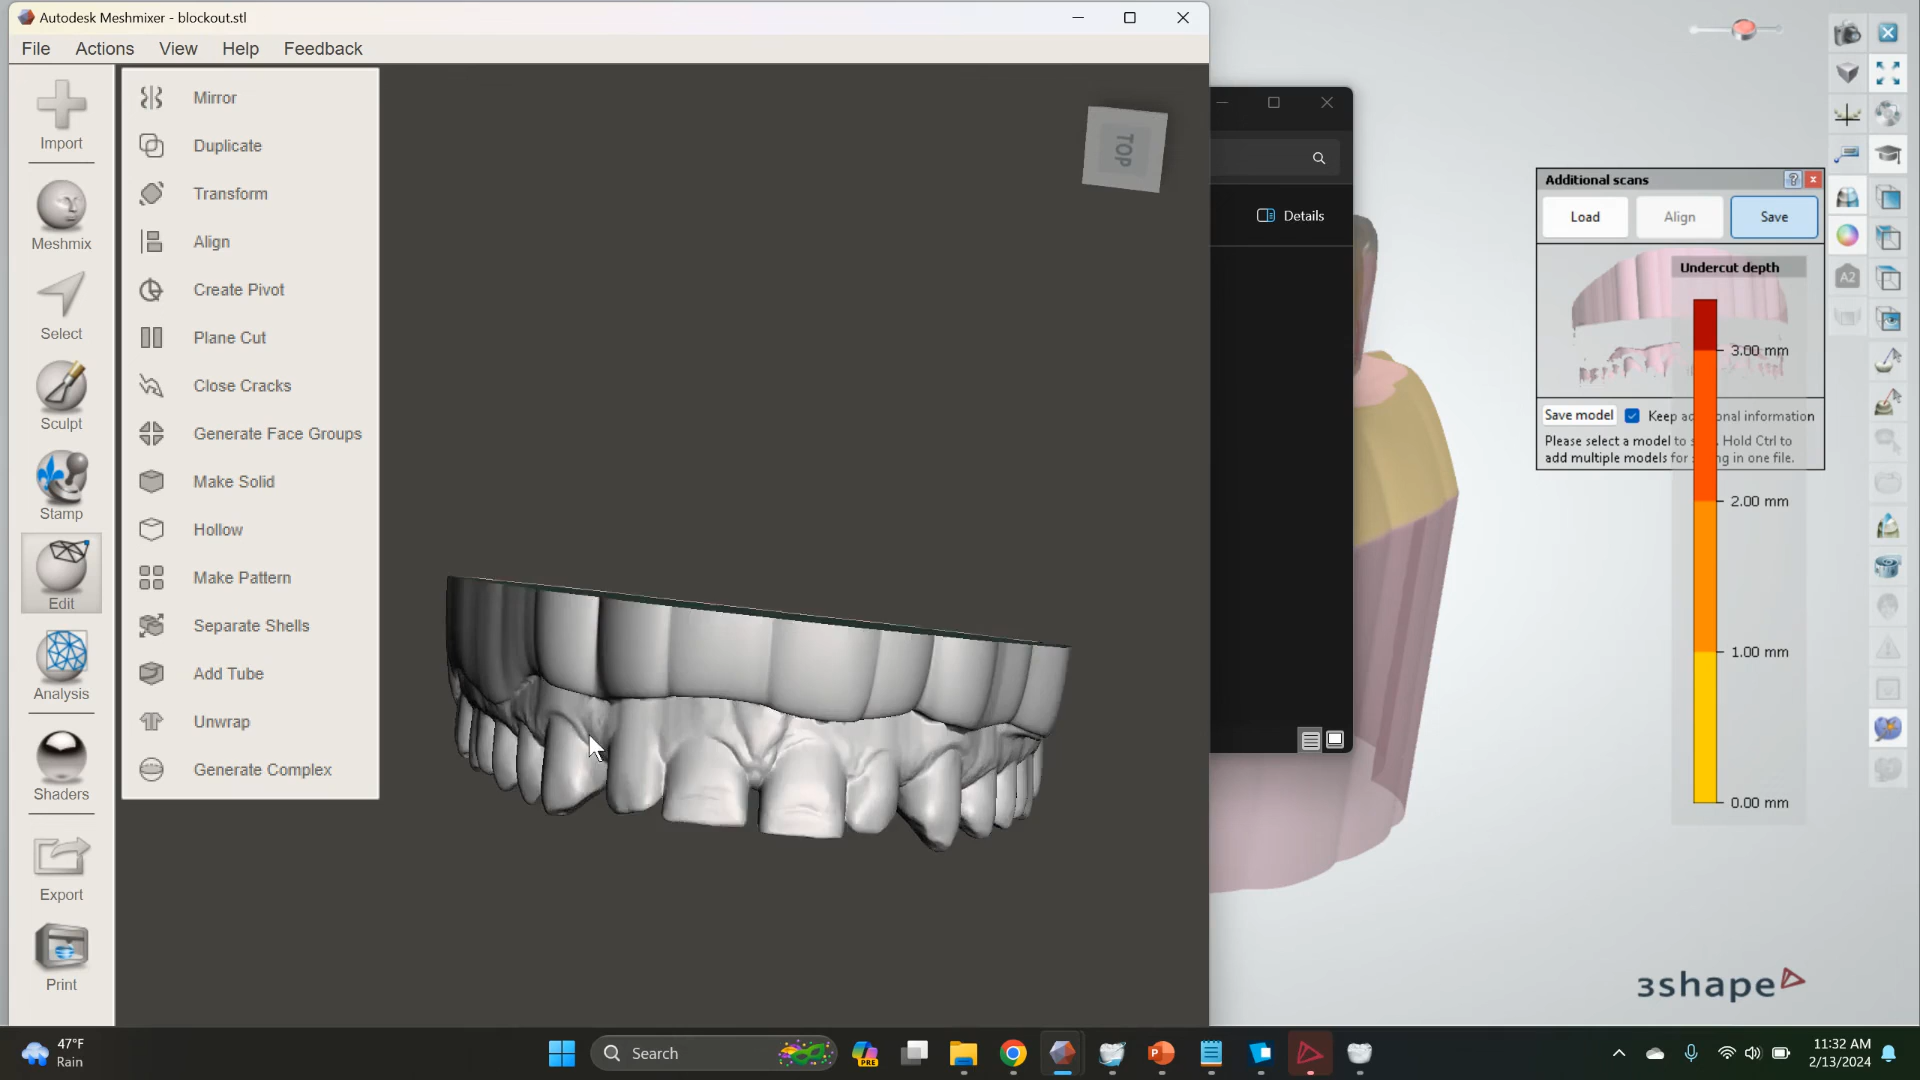 Autodesk Meshmixer - blockout.stl
File
Actions
View
Help
Feedback
Import
Meshmix
Select
Sculpt
Stamp
Edit
Analysis
Shaders
Export
Print
Mirror
Duplicate
Transform
Align
Create Pivot
Plane Cut
Close Cracks
Generate Face Groups
Make Solid
Hollow
Make Pattern
Separate Shells
Add Tube
Unwrap
Generate Complex
TOP
Details
Additional scans
Load
Align
Save
Undercut depth
3.00 mm
Save model
Please select a model to
Hold Ctrl to
add multiple models for
in one file.
2.00 mm
1.00 mm
0.00 mm
A2
3shape
47°F
Rain
Search
PRE
11:32 AM
2/13/2024